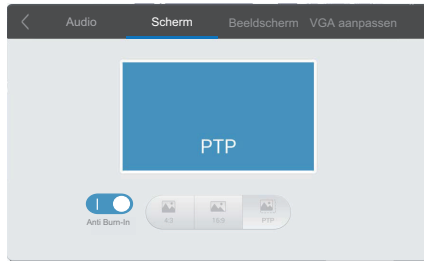 Audio Scherm Beeldscherm VGA aanpassen
PTP
Anti Burn-In
4:3 16:9 PTP